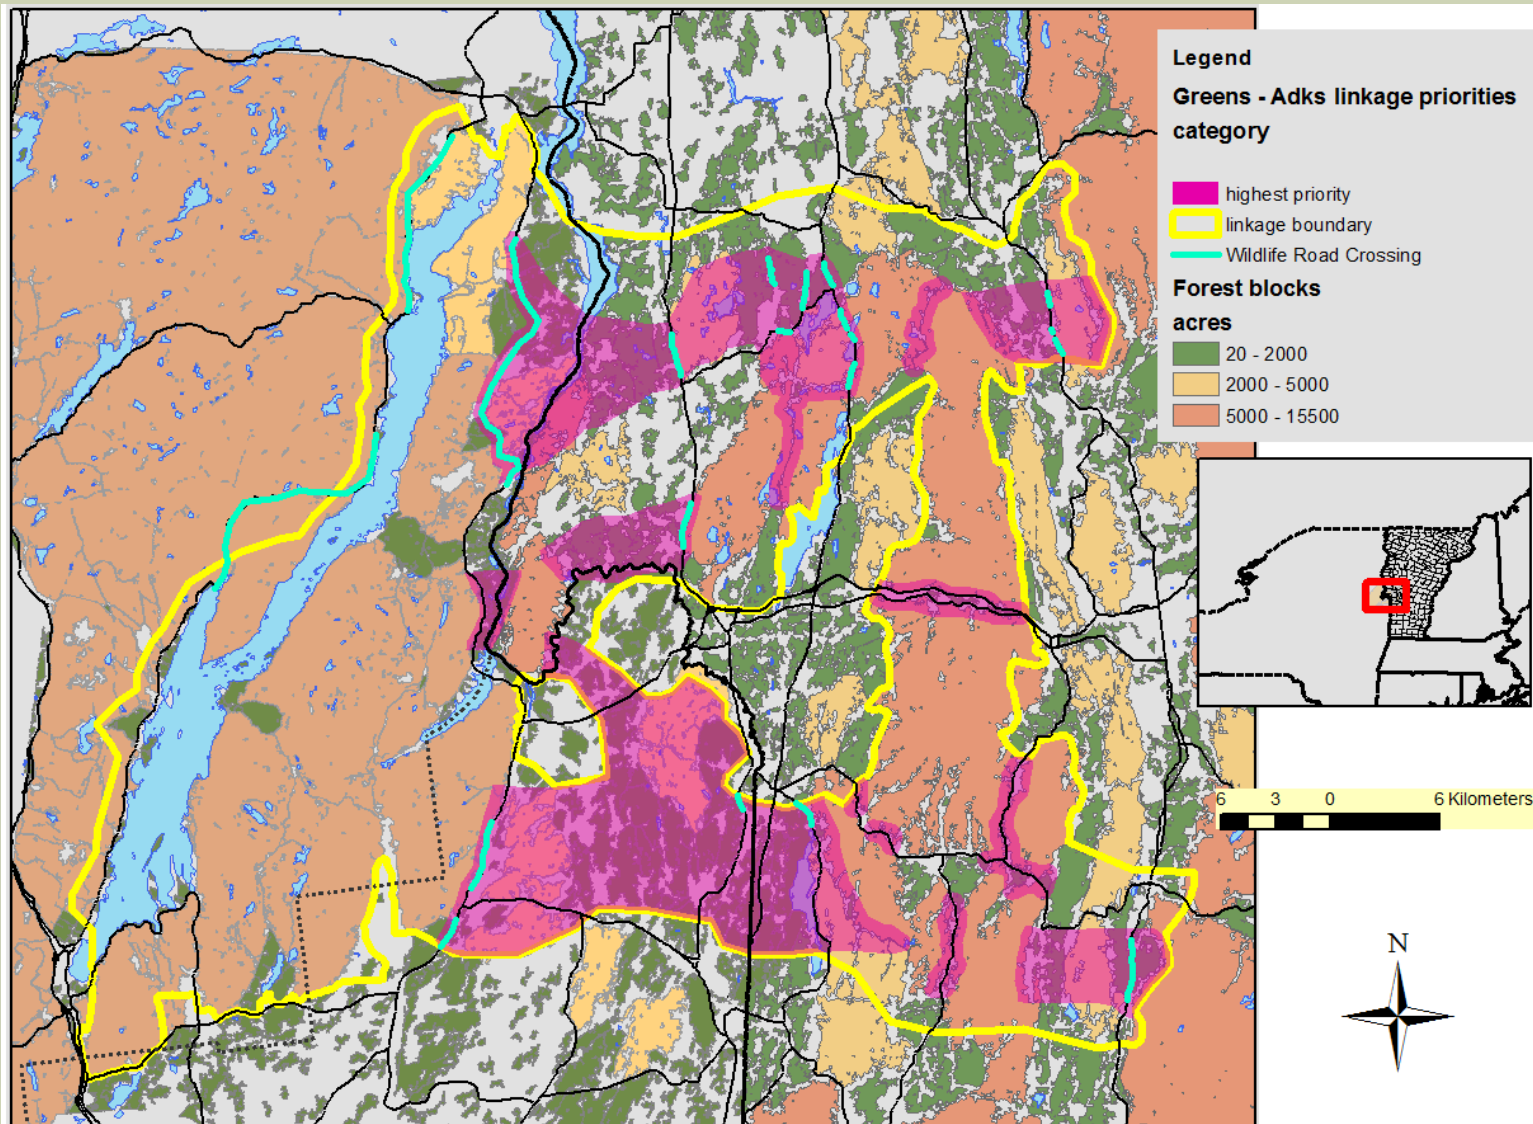 Legend
Greens - Adks linkage priorities
category
highest priority
linkage boundary
Wildlife Road Crossing
Forest blocks
acres
20 - 2000
2000 - 5000
5000 - 15500
6 3 0 6 Kilometers
N